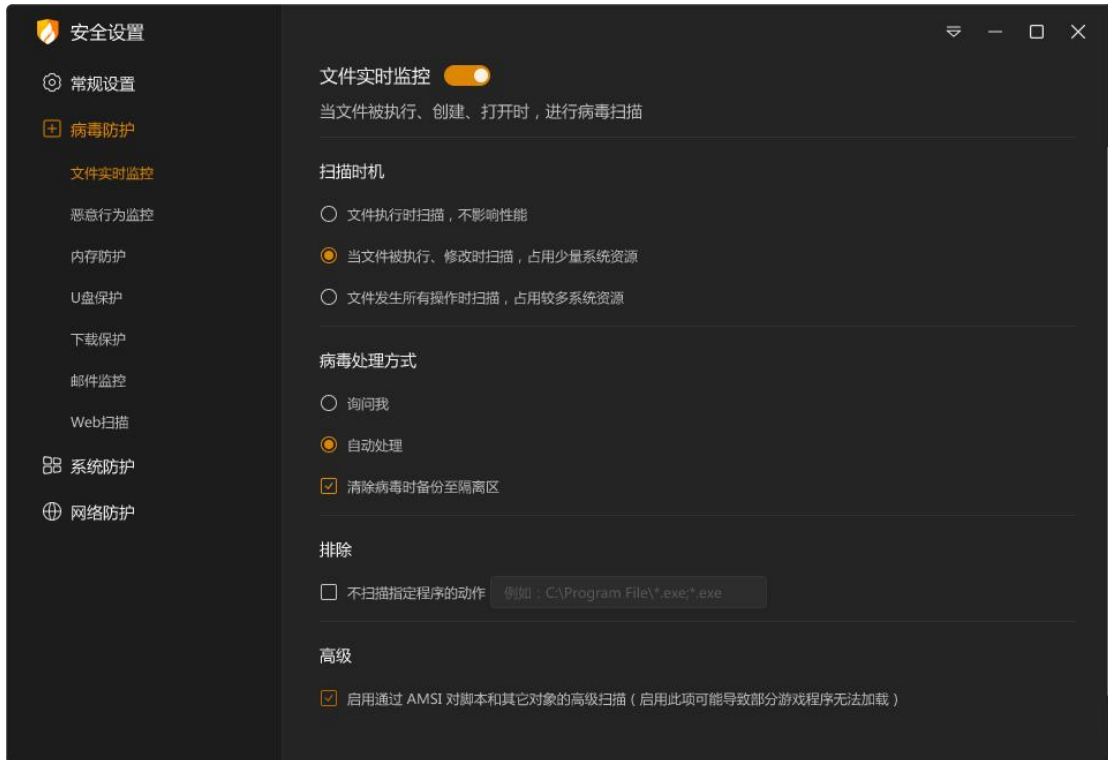 安全设置
常规设置
病毒防护
文件实时监控
恶意行为监控
内存防护
U盘保护
下载保护
邮件监控
Web扫描
系统防护
网络防护
文件实时监控
当文件被执行、创建、打开时，进行病毒扫描
扫描时机
文件执行时扫描，不影响性能
当文件被执行、修改时扫描，占用少量系统资源
文件发生所有操作时扫描，占用较多系统资源
病毒处理方式
询问我
自动处理
清除病毒时备份至隔离区
排除
不扫描指定程序的动作 例如：C:\Program File\*.exe;*.exe
高级
启用通过 AMSI 对脚本和其它对象的高级扫描（启用此项可能导致部分游戏程序无法加载）